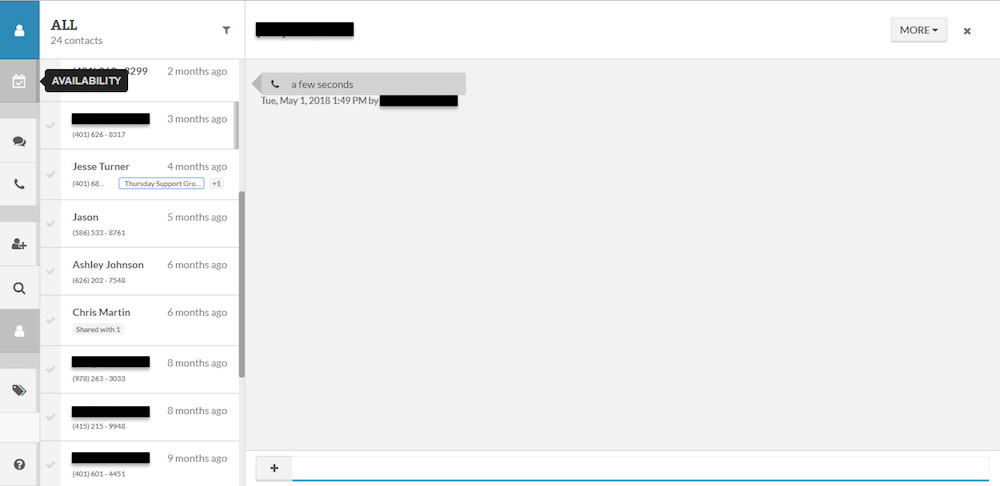 ALL
24 contacts
MORE
3299 2 months ago
AVAILABILITY
a few seconds
Tue, May 1, 2018 1:49 PM by
3 months ago
(401) 626 - 8317
Jesse Turner 4 months ago
(401) 68... Thursday Support Gro... +1
Jason 5 months ago
(586) 533 - 8761
Ashley Johnson 6 months ago
(626) 202 - 7548
Chris Martin 6 months ago
Shared with 1
8 months ago
(978) 263 - 3033
8 months ago
(415) 215 - 9948
9 months ago
(401) 601 - 4451